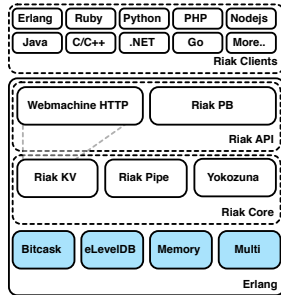 Erlang Ruby Python PHP Nodejs
Java C/C++ .NET Go More..
Riak Clients
Webmachine HTTP Riak PB
Riak API
Riak KV Riak Pipe Yokozuna
Riak Core
Bitcask eLevelDB Memory Multi
Erlang